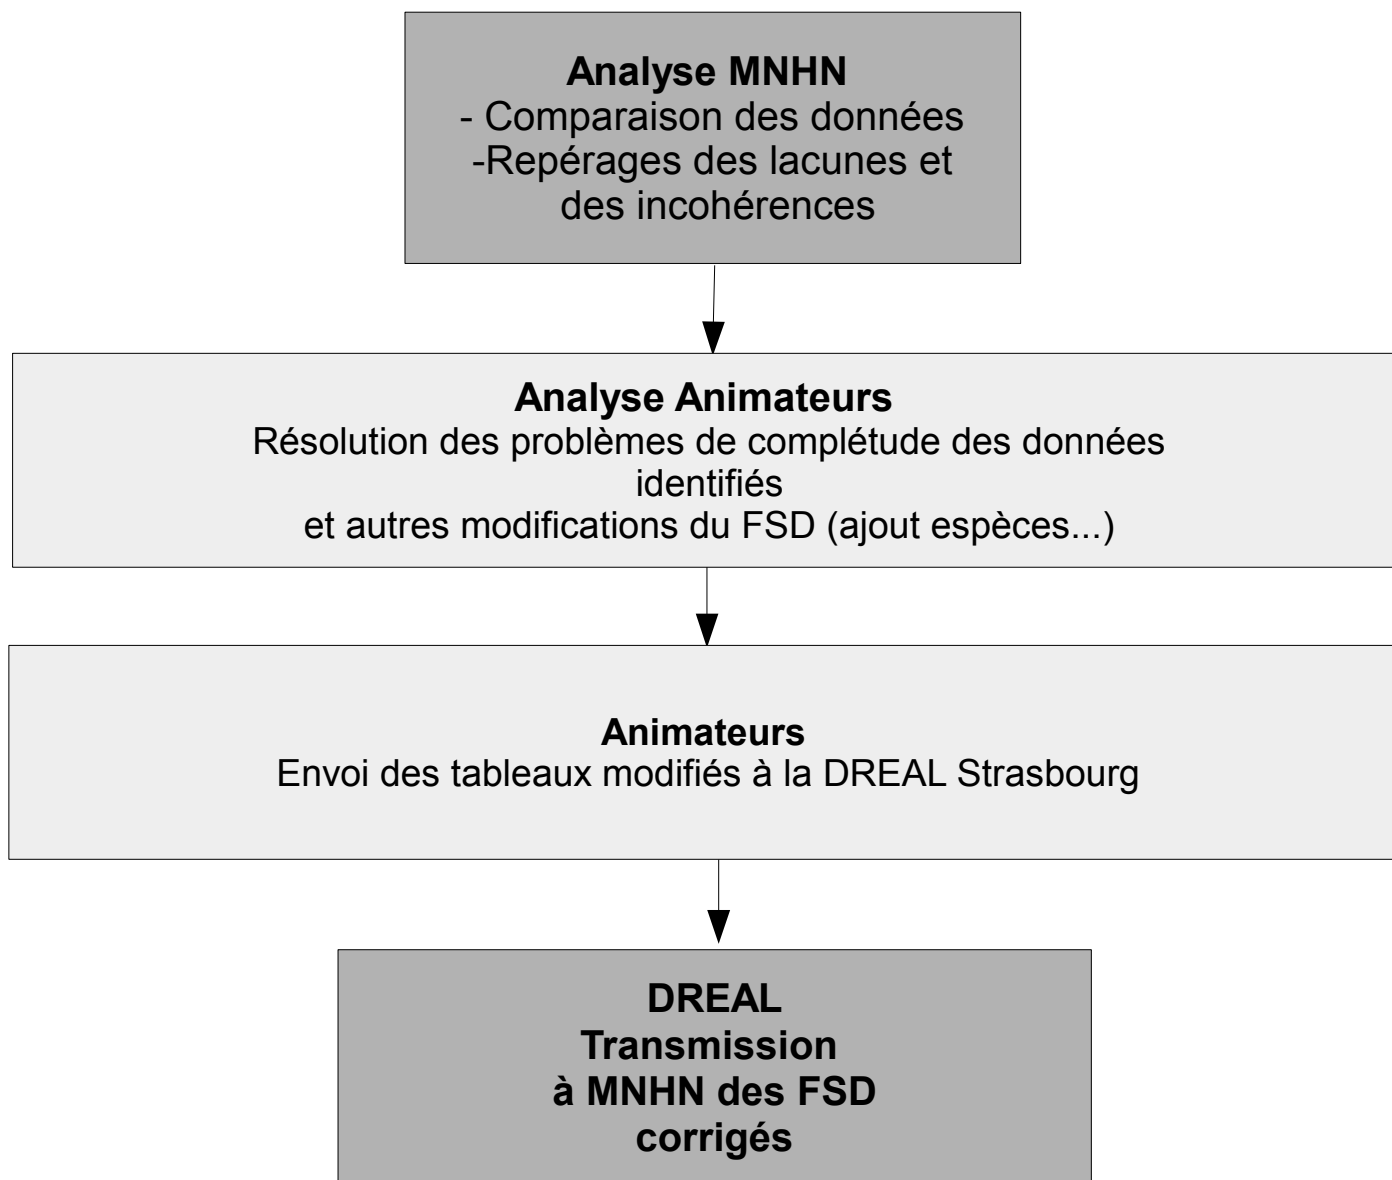 Analyse MNHN
- Comparaison des données
-Repérages des lacunes et
des incohérences
Analyse Animateurs
Résolution des problèmes de complétude des données
identifiés
et autres modifications du FSD (ajout espèces...)
Animateurs
Envoi des tableaux modifiés à la DREAL Strasbourg
DREAL
Transmission
à MNHN des FSD
corrigés